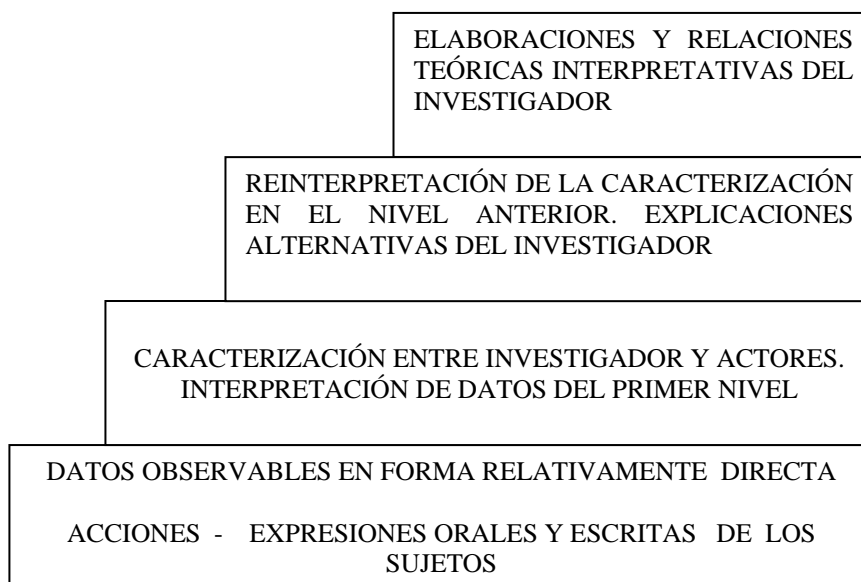 ELABORACIONES Y RELACIONES
TEÓRICAS INTERPRETATIVAS DEL
INVESTIGADOR
REINTERPRETACIÓN DE LA CARACTERIZACIÓN
EN EL NIVEL ANTERIOR. EXPLICACIONES
ALTERNATIVAS DEL INVESTIGADOR
CARACTERIZACIÓN ENTRE INVESTIGADOR Y ACTORES.
INTERPRETACIÓN DE DATOS DEL PRIMER NIVEL
DATOS OBSERVABLES EN FORMA RELATIVAMENTE DIRECTA
ACCIONES - EXPRESIONES ORALES Y ESCRITAS DE LOS
SUJETOS